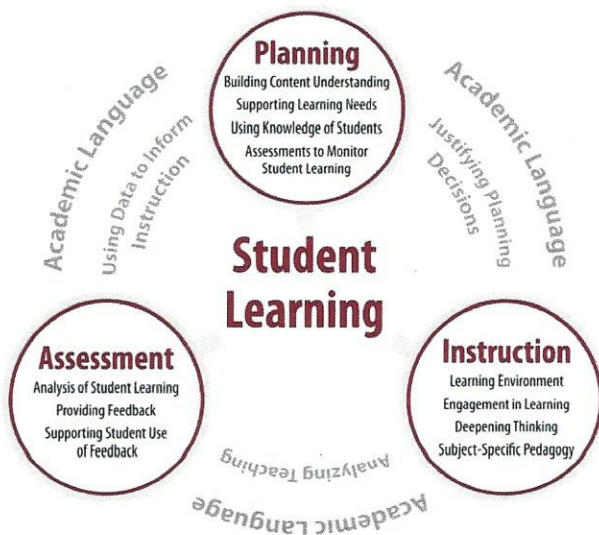 Planning
Building Content Understanding
Supporting Learning Needs
Using Knowledge of Students
Assessments to Monitor
Student Learning
Academic Language
Using Data to Inform
Instruction
Academic Language
Justifying Planning
Decisions
Student
Learning
Assessment
Analysis of Student Learning
Providing Feedback
Supporting Student Use
of Feedback
Instruction
Learning Environment
Engagement in Learning
Deepening Thinking
Subject-Specific Pedagogy
Analyzing Teaching
Academic Language